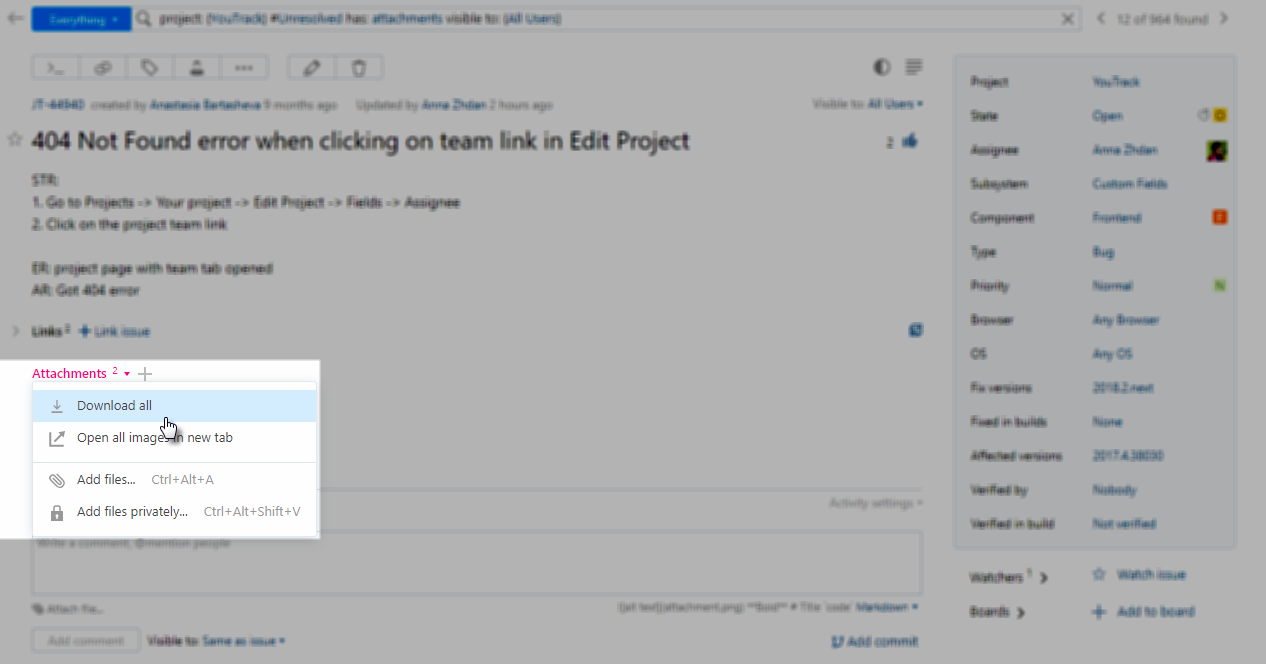 Everything
project: {YouTrack} #Unresolved has: attachments visible to: {All Users}
12 of 964 found
>_
created by Anastasia Bartasheva 9 months ago Updated by Anna Zhdan 2 hours ago
Visible to: All Users
404 Not Found error when clicking on team link in Edit Project
2
STR:
1. Go to Projects -> Your project -> Edit Project -> Fields -> Assignee
2. Click on the project team link
ER: project page with team tab opened
AR: Got 404 error
Links 2 Link issue
Attachments 2
Download all
Open all images in new tab
Add files... Ctrl+Alt+A
Add files privately... Ctrl+Alt+Shift+V
Activity settings
Write a comment, @mention people
Attach file...
[alt text](attachment.png) **Bold** # Title `code` Markdown
Add comment Visible to: Same as issue
Add commit
Project YouTrack
State Open O
Assignee Anna Zhdan
Subsystem Custom Fields
Component Frontend F
Type Bug
Priority Normal N
Browser Any Browser
OS Any OS
Fix versions 2018.2.next
Fixed in builds None
Affected versions 2017.4.38030
Verified by Nobody
Verified in build Not verified
Watchers 1 Watch issue
Boards Add to board